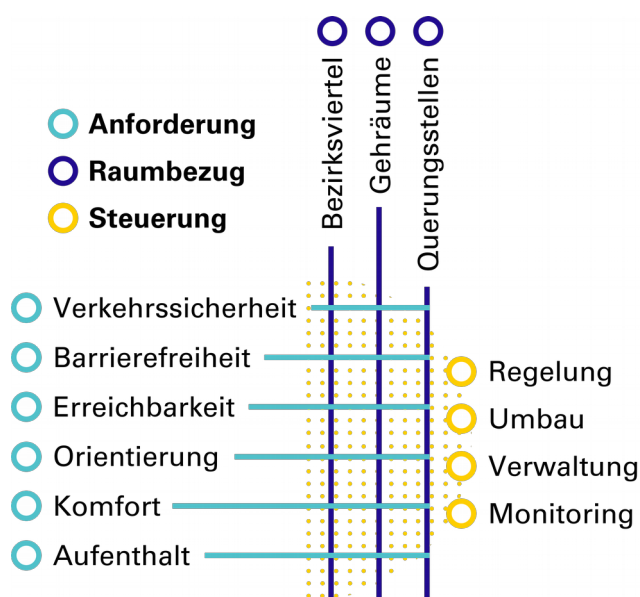 Bezirksviertel
Gehräume
Querungsstellen
Anforderung
Raumbezug
Steuerung
Verkehrssicherheit
Barrierefreiheit
Erreichbarkeit
Orientierung
Komfort
Aufenthalt
Regelung
Umbau
Verwaltung
Monitoring